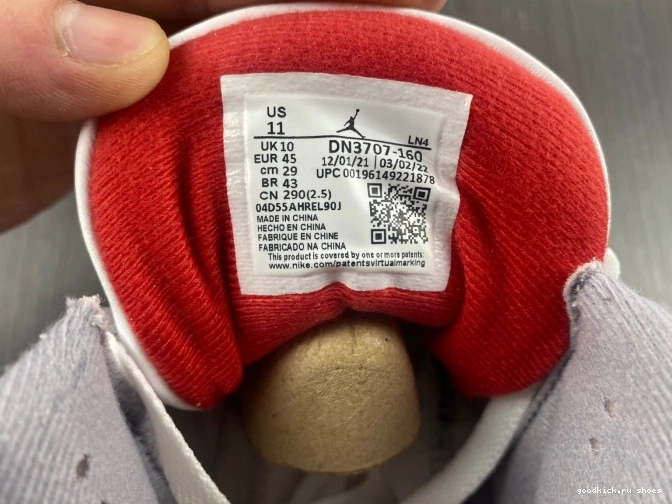 US
11
LN4
UK 10
DN3707-160
EUR 45
12/01/21 | 03/02/22
cm 29
UPC 00196149221878
BR 43
CN 290(2.5)
04D55AHREL90J
MADE IN CHINA
HECHO EN CHINA
FABRIQUE EN CHINE
FABRICADO NA CHINA
This product is covered by one or more patents:
www.nike.com/patentsvirtualmarking
goodkick.ru shoes